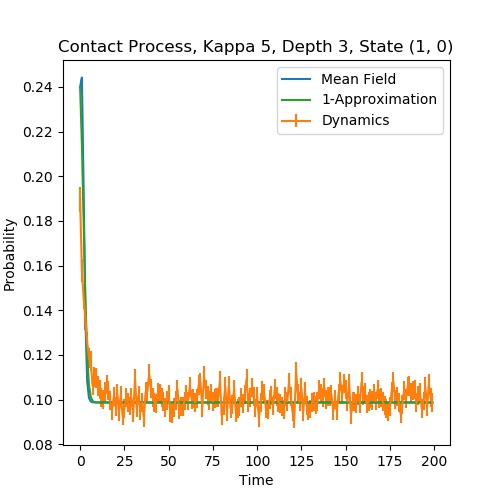 Contact Process, Kappa 5, Depth 3, State (1, 0)
Mean Field
1-Approximation
Dynamics
Probability
0.24
0.22
0.20
0.18
0.16
0.14
0.12
0.10
0.08
0 25 50 75 100 125 150 175 200
Time